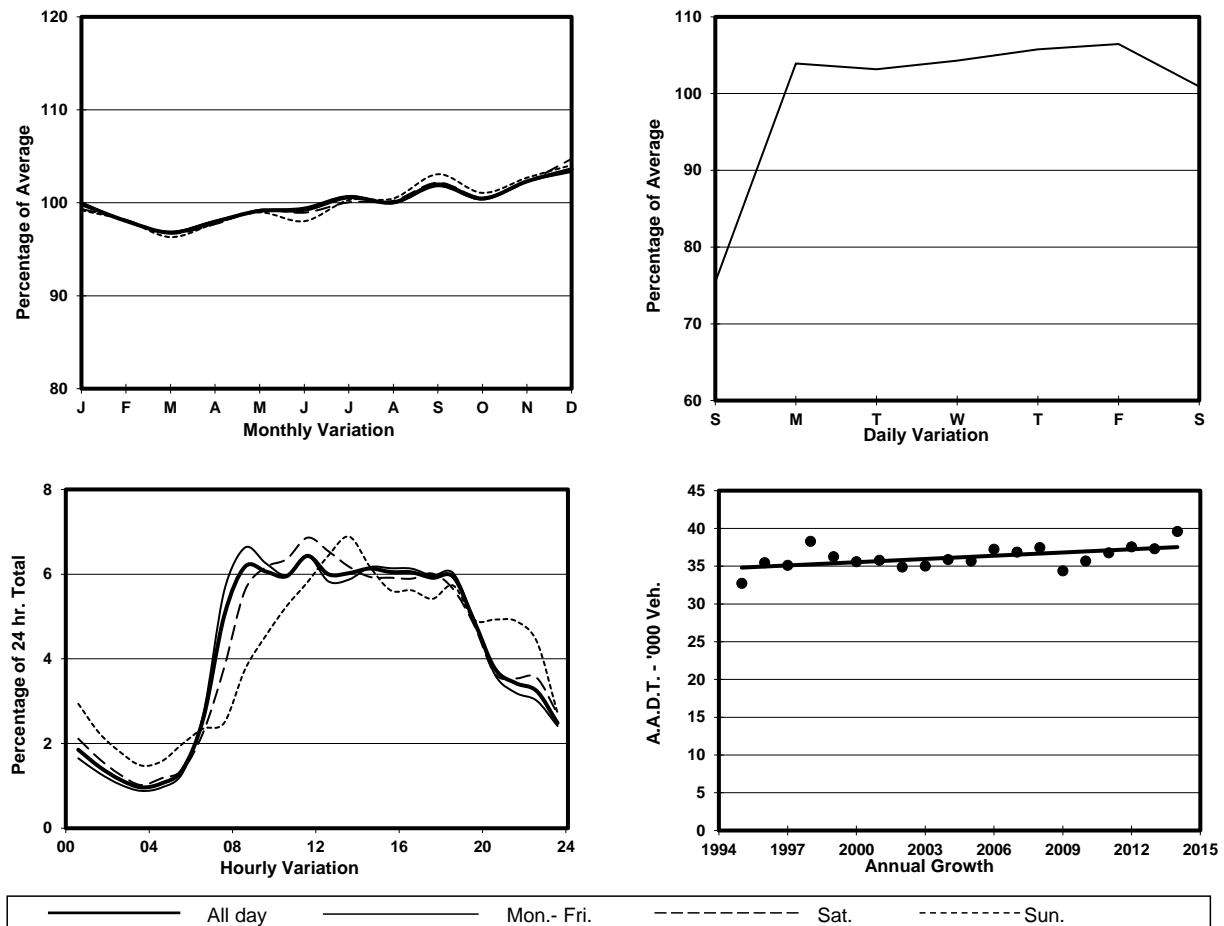 Percentage of Average
120
110
100
90
80
J F M A M J J A S O N D
Monthly Variation
Percentage of Average
110
100
90
80
70
60
S M T W T F S
Daily Variation
Percentage of 24 hr. Total
8
6
4
2
0
00 04 08 12 16 20 24
Hourly Variation
A.A.D.T. - '000 Veh.
45
40
35
30
25
20
15
10
5
0
1994 1997 2000 2003 2006 2009 2012 2015
Annual Growth
All day Mon.- Fri. Sat. Sun.